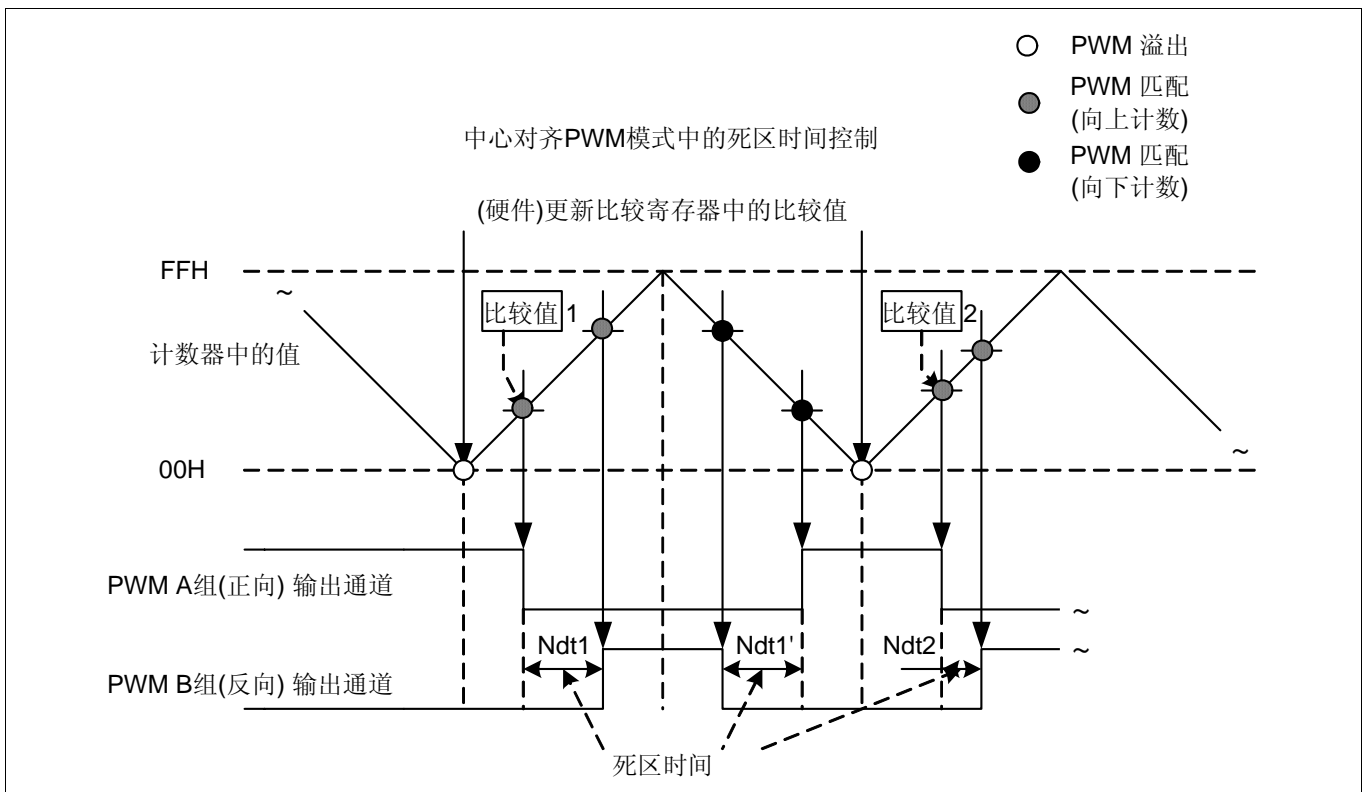 PWM 溢出
PWM 匹配
(向上计数)
PWM 匹配
(向下计数)
中心对齐PWM模式中的死区时间控制
(硬件)更新比较寄存器中的比较值
FFH
~
比较值1
比较值2
计数器中的值
00H
~
PWM A组(正向) 输出通道
~
Ndt1
Ndt1'
Ndt2
~
PWM B组(反向) 输出通道
死区时间